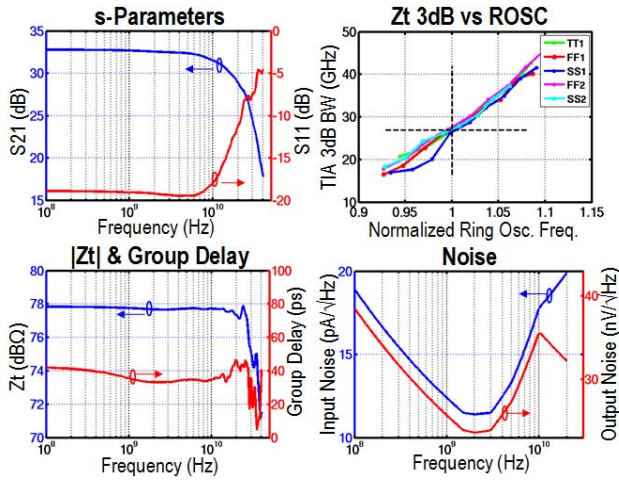 s-Parameters
35
30
25
20
15
S21 (dB)
0
-5
-10
-15
-20
S11 (dB)
10^8
10^9
10^10
Frequency (Hz)
Zt 3dB vs ROSC
50
40
30
20
10
TIA 3dB BW (GHz)
TT1
FF1
SS1
FF2
SS2
0.95
1
1.05
1.1
1.15
Normalized Ring Osc. Freq.
|Zt| & Group Delay
80
78
76
74
72
70
Zt (dBΩ)
100
80
60
40
20
0
Group Delay (ps)
10^8
10^9
10^10
Frequency (Hz)
Noise
20
15
10
Input Noise (pA/√Hz)
40
30
Output Noise (nV/√Hz)
10^8
10^9
10^10
Frequency (Hz)